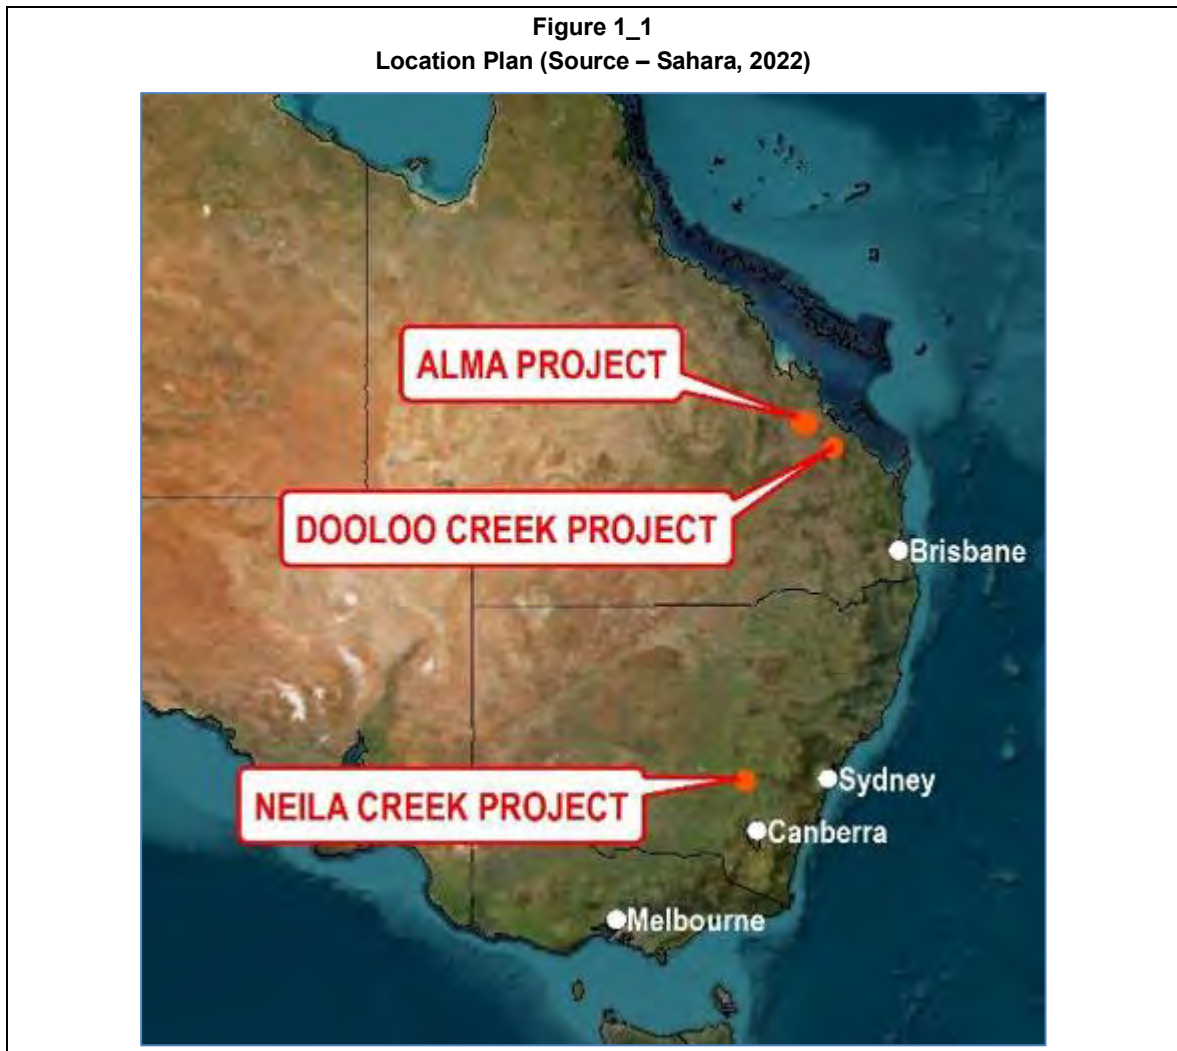 Figure 1_1
Location Plan (Source – Sahara, 2022)
ALMA PROJECT
DOOLOO CREEK PROJECT
Brisbane
NEILA CREEK PROJECT
Sydney
Canberra
Melbourne